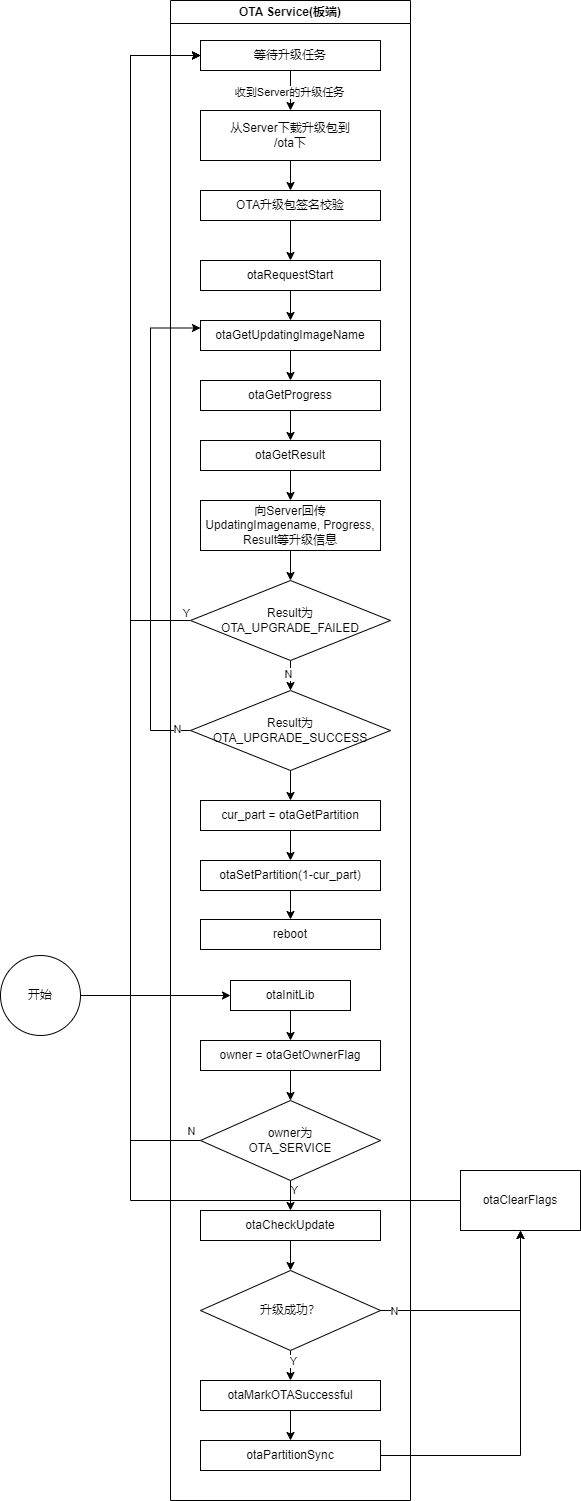 OTA Service(板端)
等待升级任务
收到Server的升级任务
从Server下载升级包到
/ota下
OTA升级包签名校验
otaRequestStart
otaGetUpdatingImageName
otaGetProgress
otaGetResult
向Server回传
UpdatingImagename, Progress,
Result等升级信息
Y
Result为
OTA_UPGRADE_FAILED
N
N
Result为
OTA_UPGRADE_SUCCESS
cur_part = otaGetPartition
otaSetPartition(1-cur_part)
reboot
开始
otaInitLib
owner = otaGetOwnerFlag
N
owner为
OTA_SERVICE
Y
otaClearFlags
otaCheckUpdate
升级成功?
N
Y
otaMarkOTASuccessful
otaPartitionSync